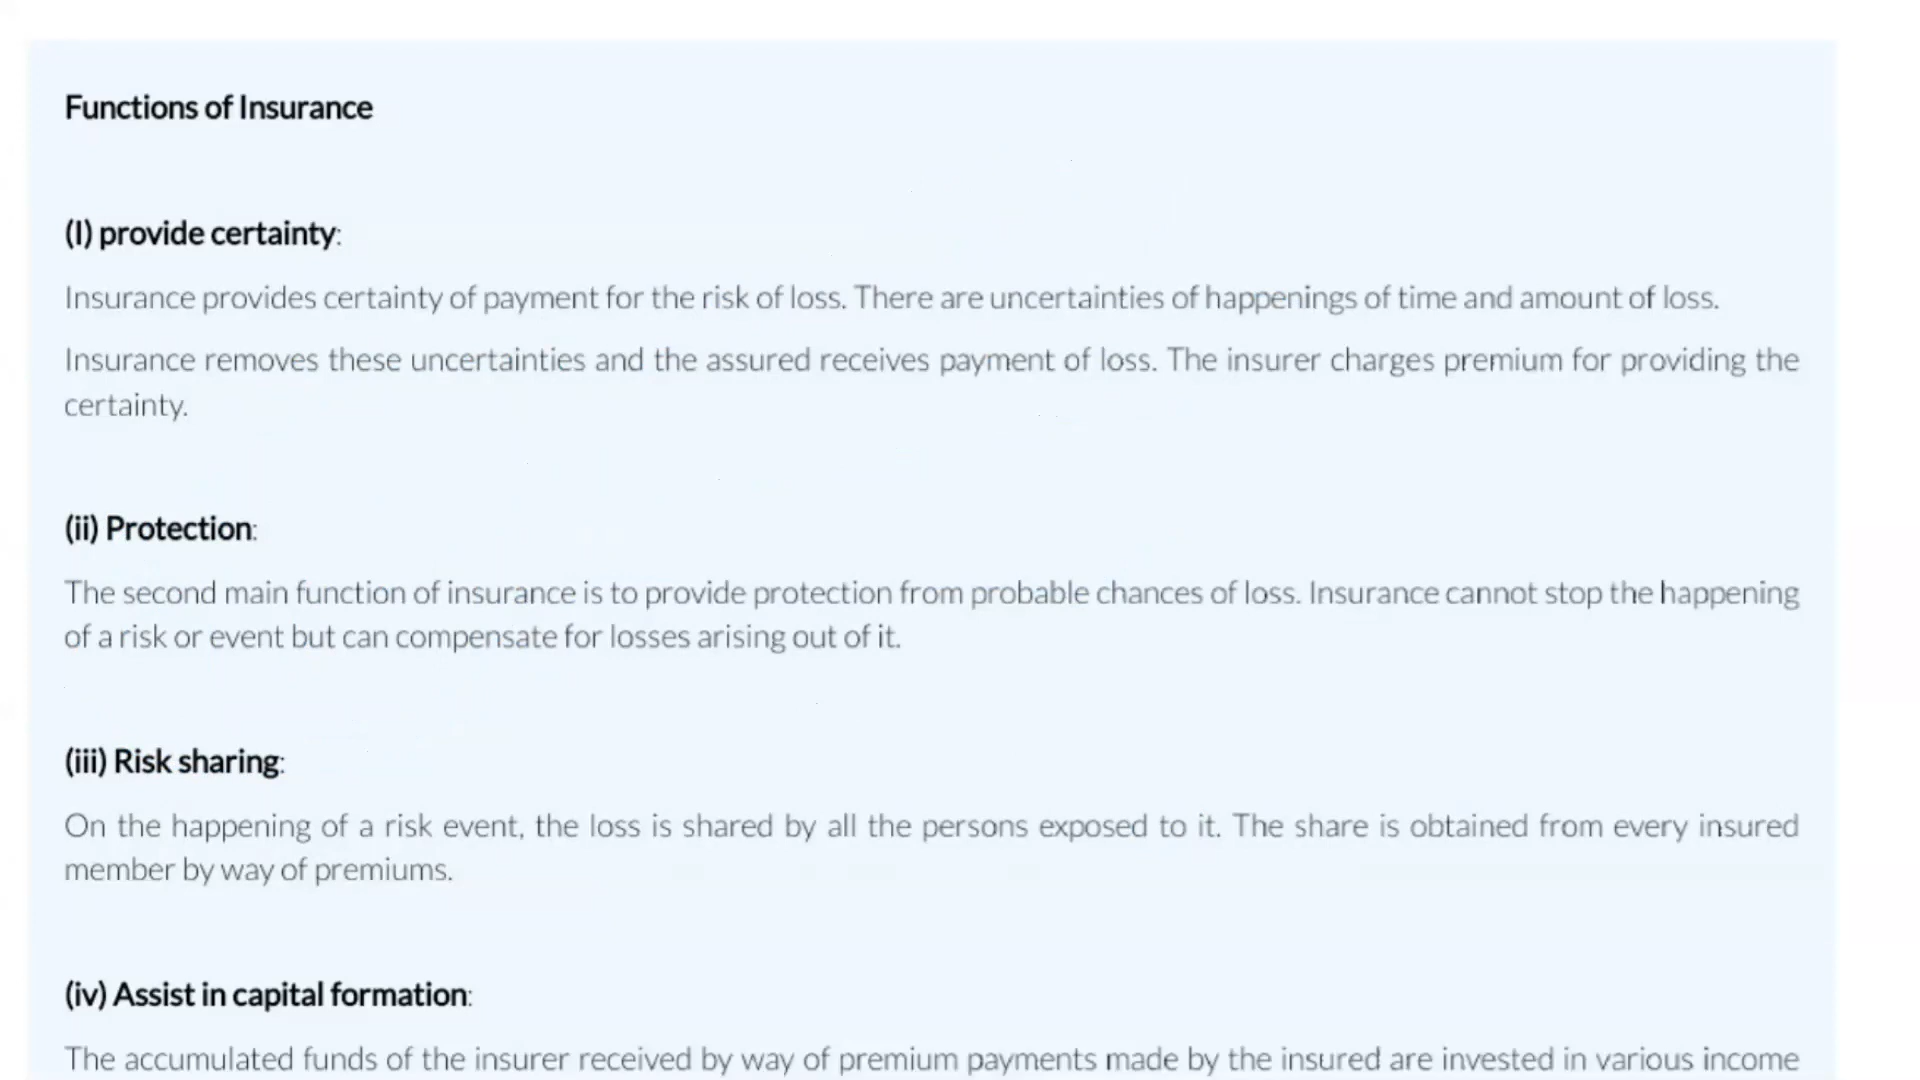 Functions of Insurance
(I) provide certainty:
Insurance provides certainty of payment for the risk of loss. There are uncertainties of happenings of time and amount of loss.
Insurance removes these uncertainties and the assured receives payment of loss. The insurer charges premium for providing the
certainty.
(ii) Protection:
The second main function of insurance is to provide protection from probable chances of loss. Insurance cannot stop the happening
of a risk or event but can compensate for losses arising out of it.
(iii) Risk sharing:
On the happening of a risk event, the loss is shared by all the persons exposed to it. The share is obtained from every insured
member by way of premiums.
(iv) Assist in capital formation:
The accumulated funds of the insurer received by way of premium payments made by the insured are invested in various income